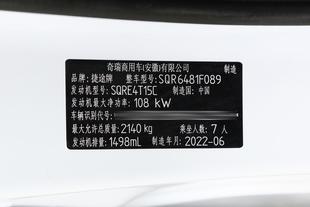 奇瑞商用车(安徽)有限公司 制造
品牌:捷途牌 整车型号:SQR6481F089
发动机型号:SQRE4T15C 制造国:中国
发动机最大净功率:108 kW
车辆识别代号:
最大允许总质量:2140kg 乘坐人数:7人
发动机排量:1498mL 制造年月:2022-06